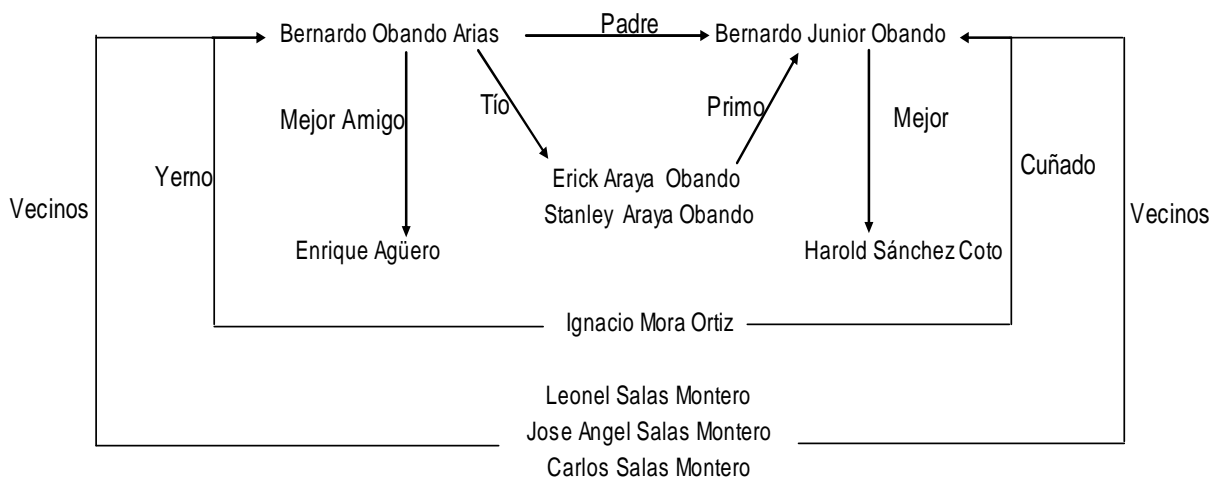 Padre
Bernardo Obando Arias
Bernardo Junior Obando
Tío
Primo
Mejor Amigo
Mejor
Yerno
Cuñado
Erick Araya Obando
Stanley Araya Obando
Vecinos
Vecinos
Enrique Agüero
Harold Sánchez Coto
Ignacio Mora Ortiz
Leonel Salas Montero
Jose Angel Salas Montero
Carlos Salas Montero